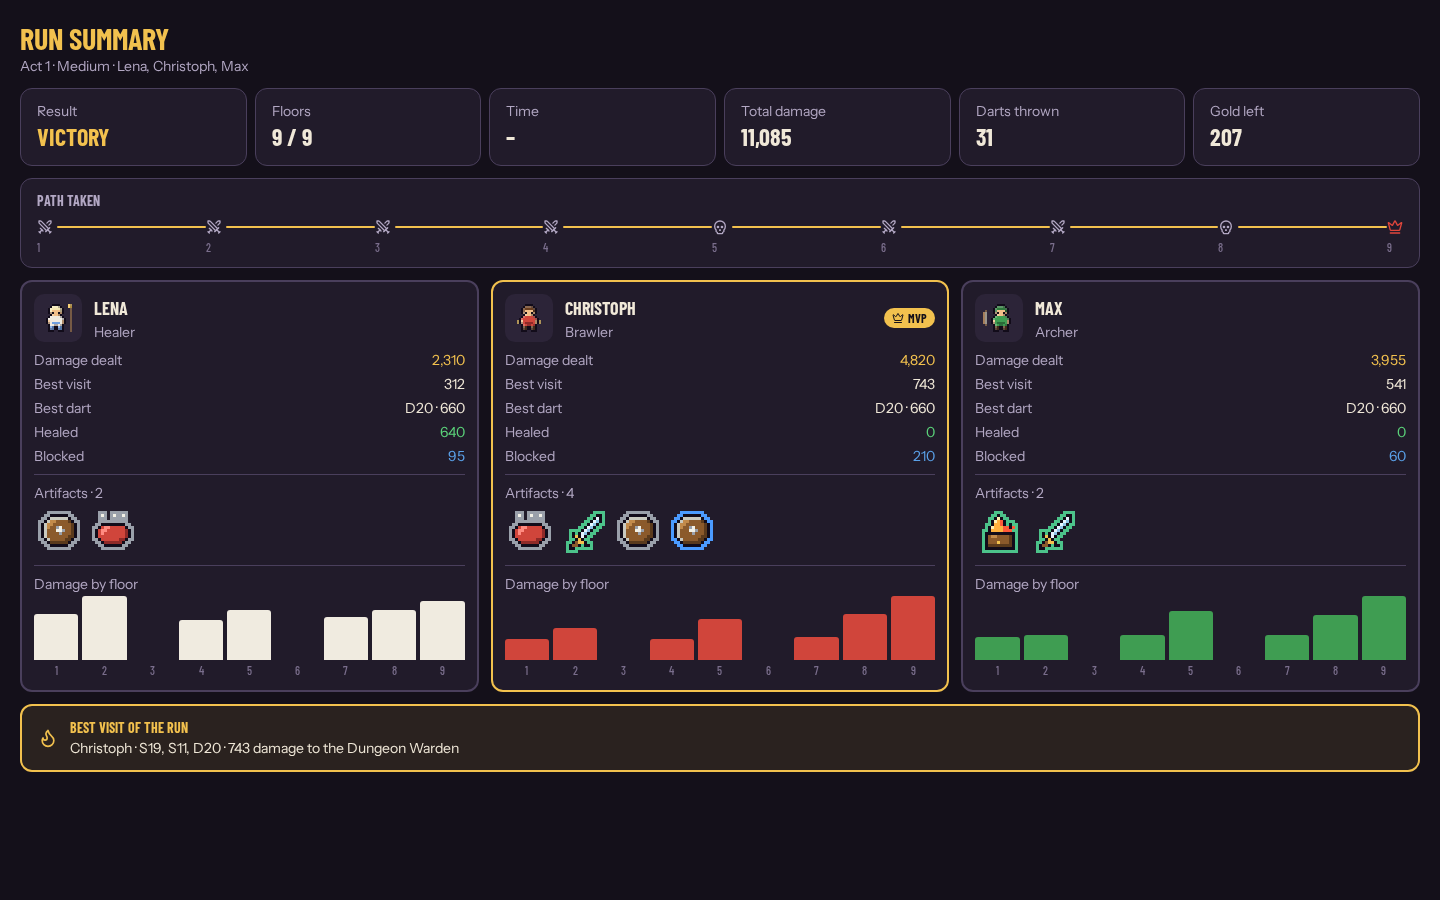 RUN SUMMARY
Act 1 · Medium · Lena, Christoph, Max
Result
VICTORY
Floors
9 / 9
Time
–
Total damage
11,085
Darts thrown
31
Gold left
207
PATH TAKEN
1 2 3 4 5 6 7 8 9
LENA
Healer
Damage dealt 2,310
Best visit 312
Best dart D20 · 660
Healed 640
Blocked 95
Artifacts · 2
Damage by floor
1 2 3 4 5 6 7 8 9
CHRISTOPH
Brawler
MVP
Damage dealt 4,820
Best visit 743
Best dart D20 · 660
Healed 0
Blocked 210
Artifacts · 4
Damage by floor
1 2 3 4 5 6 7 8 9
MAX
Archer
Damage dealt 3,955
Best visit 541
Best dart D20 · 660
Healed 0
Blocked 60
Artifacts · 2
Damage by floor
1 2 3 4 5 6 7 8 9
BEST VISIT OF THE RUN
Christoph · S19, S11, D20 · 743 damage to the Dungeon Warden